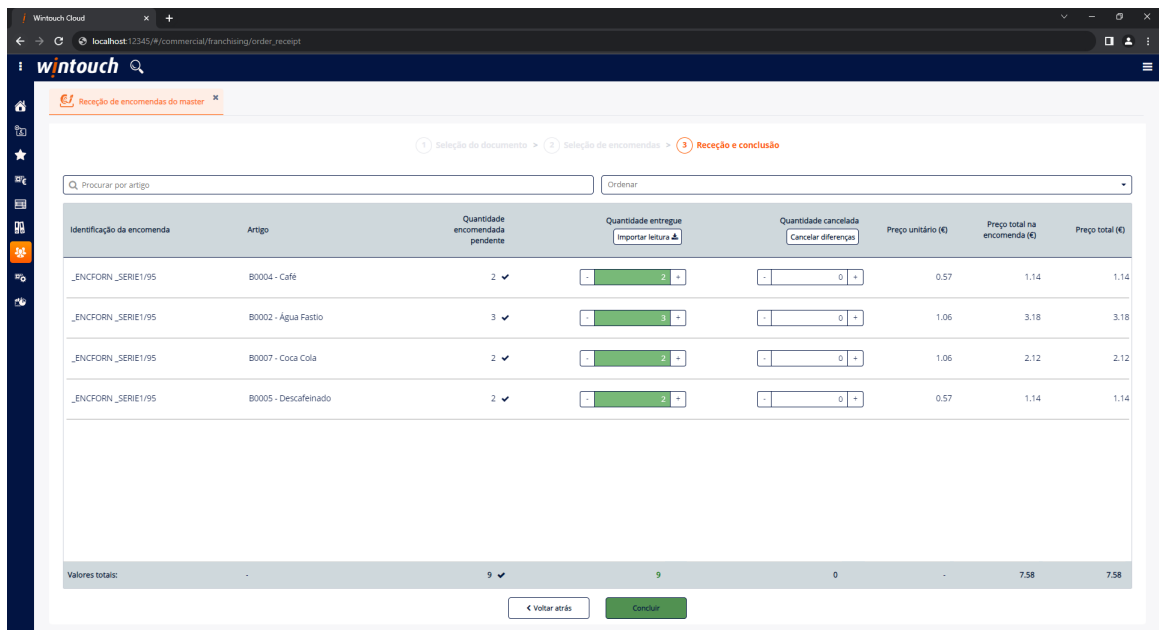 Wintouch Cloud
localhost:12345/#/commercial/franchising/order_receipt
wintouch
Receção de encomendas do master
1 Seleção do documento > 2 Seleção de encomendas > 3 Receção e conclusão
Procurar por artigo Ordenar
Identificação da encomenda Artigo Quantidade encomendada pendente Quantidade entregue Importar leitura Quantidade cancelada Cancelar diferenças Preço unitário (€) Preço total na encomenda (€) Preço total (€)
_ENCFORN _SERIE1/95 B0004 - Café 2 - 2 + - 0 + 0.57 1.14 1.14
_ENCFORN _SERIE1/95 B0002 - Água Fastio 3 - 3 + - 0 + 1.06 3.18 3.18
_ENCFORN _SERIE1/95 B0007 - Coca Cola 2 - 2 + - 0 + 1.06 2.12 2.12
_ENCFORN _SERIE1/95 B0005 - Descafeinado 2 - 2 + - 0 + 0.57 1.14 1.14
Valores totais: - 9 9 0 - 7.58 7.58
Voltar atrás Concluir